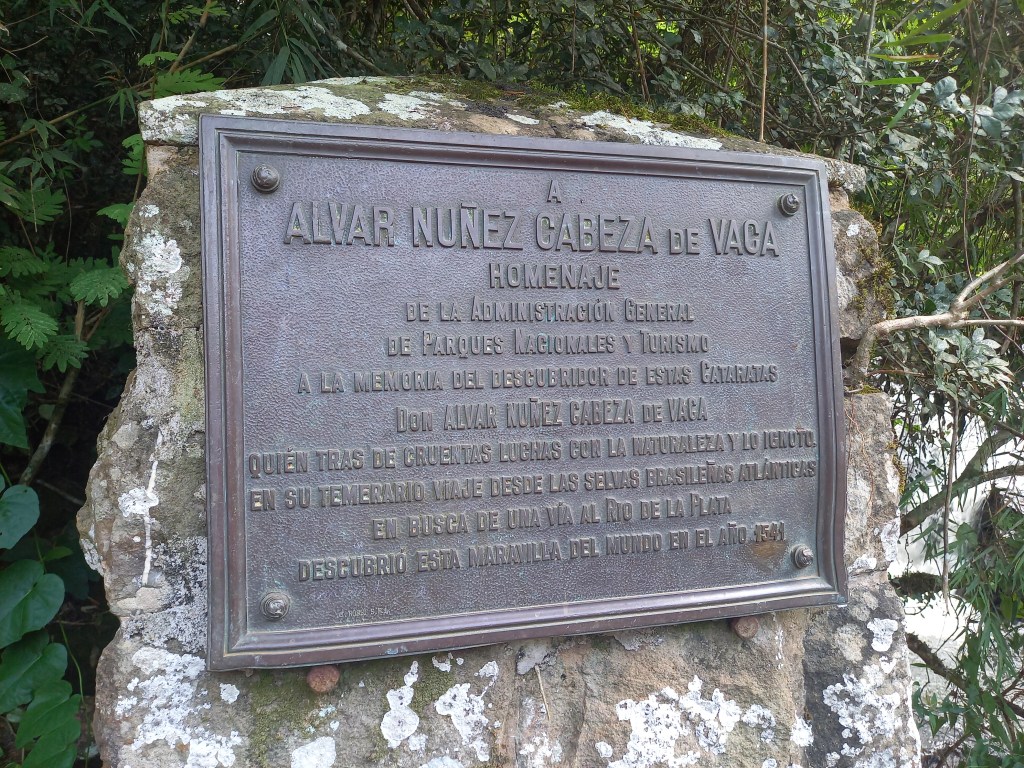 A
ALVAR NUÑEZ CABEZA DE VACA
HOMENAJE
DE LA ADMINISTRACIÓN GENERAL
DE PARQUES NACIONALES Y TURISMO
A LA MEMORIA DEL DESCUBRIDOR DE ESTAS CATARATAS
DON ALVAR NUÑEZ CABEZA DE VACA
QUIÉN TRAS DE CRUENTAS LUCHAS CON LA NATURALEZA Y LO IGNOTO,
EN SU TEMERARIO VIAJE DESDE LAS SELVAS BRASILEÑAS ATLÁNTICAS
EN BUSCA DE UNA VÍA AL RIO DE LA PLATA
DESCUBRIÓ ESTA MARAVILLA DEL MUNDO EN EL AÑO 1541.